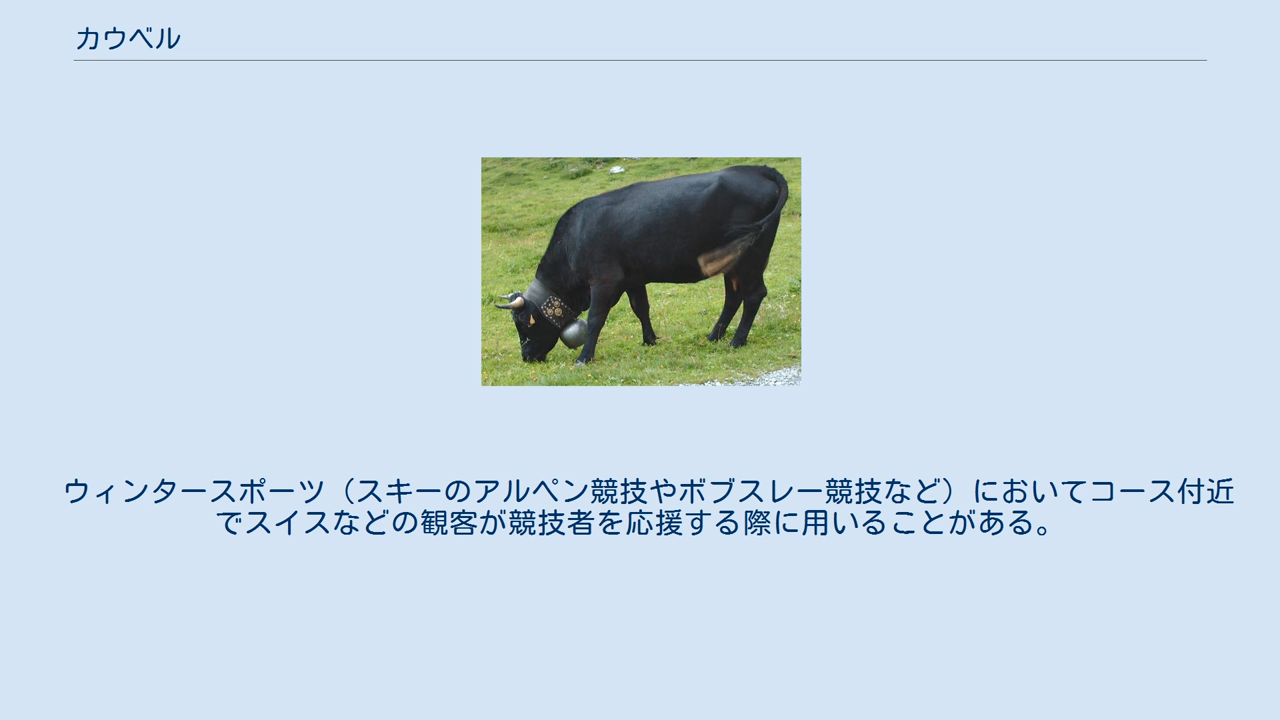 カウベル
ウィンタースポーツ（スキーのアルペン競技やボブスレー競技など）においてコース付近
でスイスなどの観客が競技者を応援する際に用いることがある。